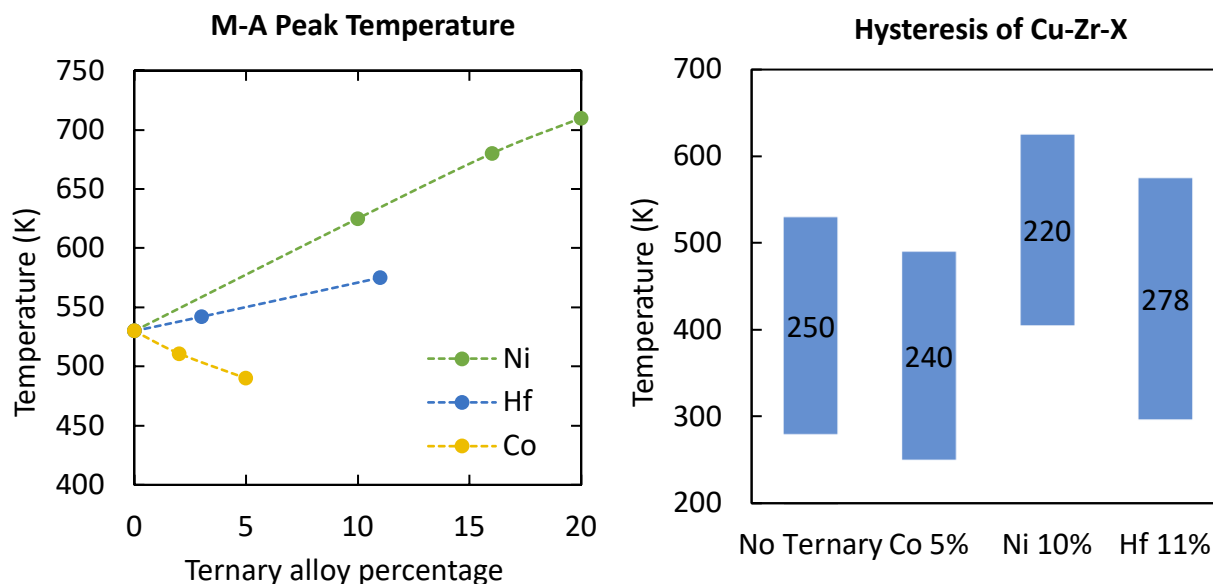 M-A Peak Temperature
750
700
650
600
550
500
450
400
Temperature (K)
0
5
10
15
20
Ternary alloy percentage
Ni
Hf
Co
Hysteresis of Cu-Zr-X
700
600
500
400
300
200
Temperature (K)
250
240
220
278
No Ternary Co 5% Ni 10% Hf 11%